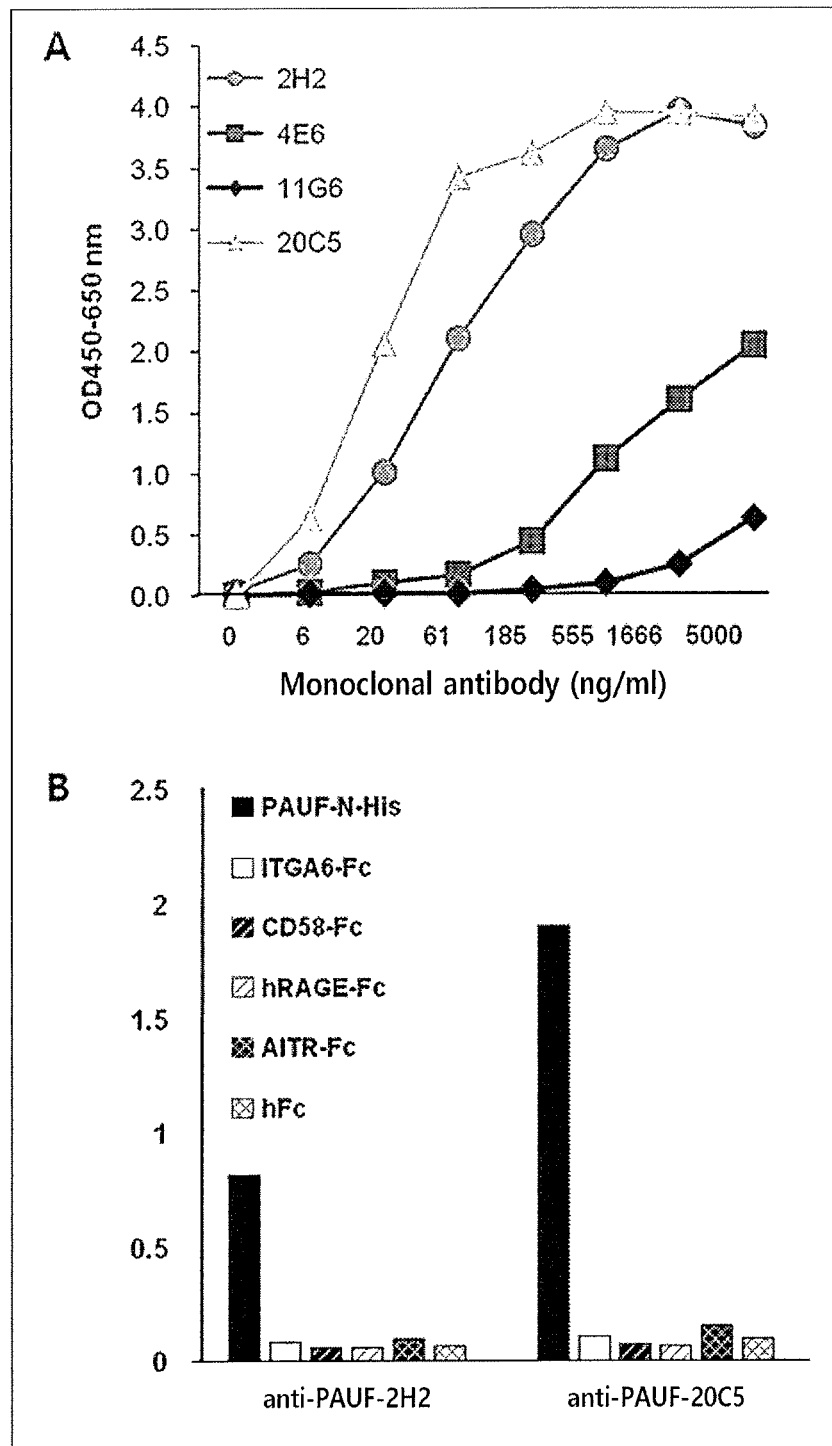 A
4.5
4.0
3.5
3.0
2.5
2.0
1.5
1.0
0.5
0.0
OD450-650 nm
2H2
4E6
11G6
20C5
0 6 20 61 185 555 1666 5000
Monoclonal antibody (ng/ml)
B
2.5
2
1.5
1
0.5
0
PAUF-N-His
ITGA6-Fc
CD58-Fc
hRAGE-Fc
AITR-Fc
hFc
anti-PAUF-2H2 anti-PAUF-20C5